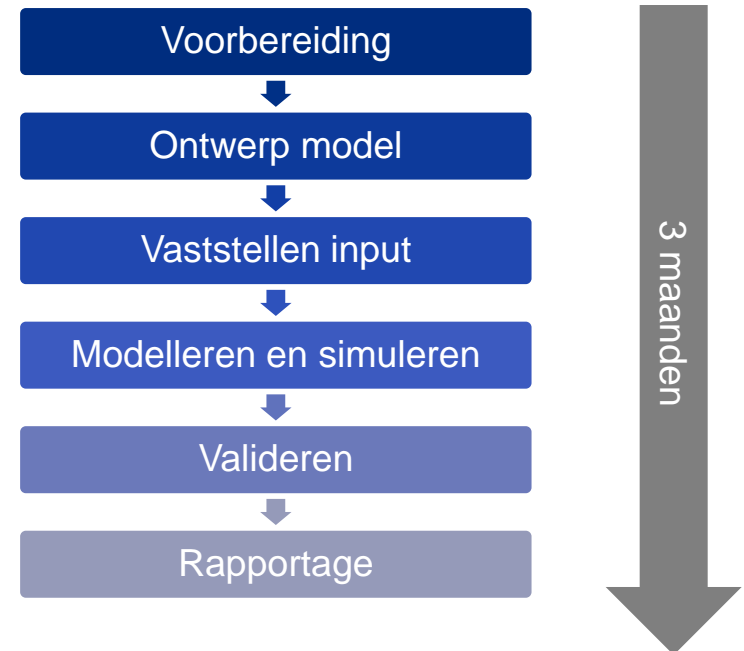 Voorbereiding
Ontwerp model
Vaststellen input
Modelleren en simuleren
Valideren
Rapportage
3 maanden